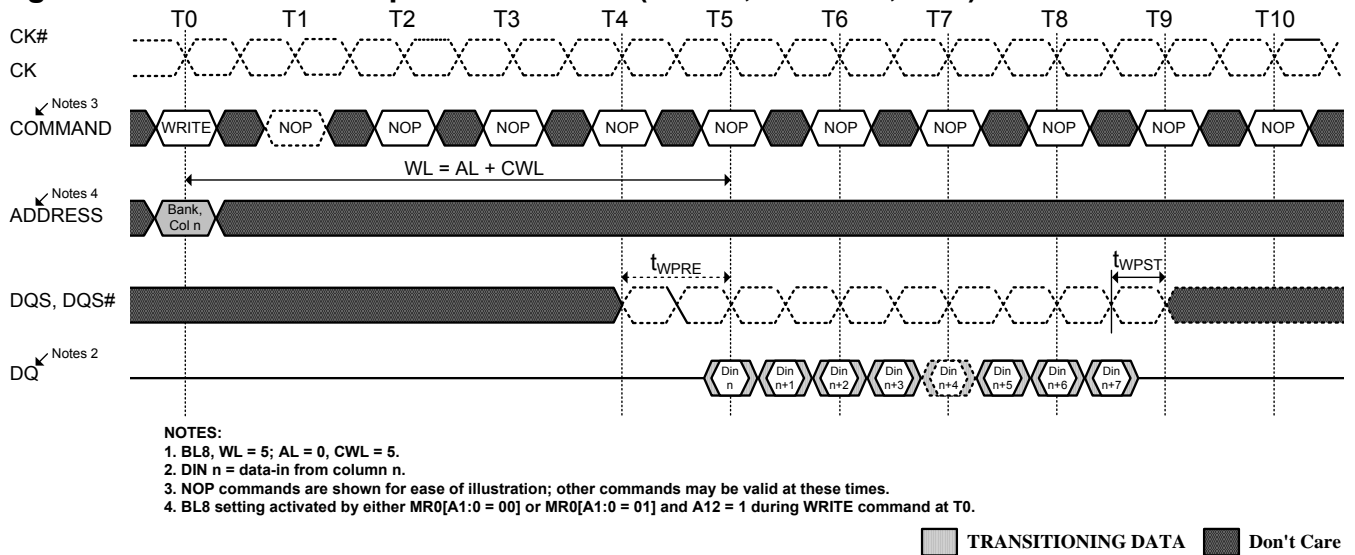 T0 T1 T2 T3 T4 T5 T6 T7 T8 T9 T10
CK#
CK
Notes 3
COMMAND
WRITE NOP NOP NOP NOP NOP NOP NOP NOP NOP NOP
WL = AL + CWL
Notes 4
ADDRESS
Bank,
Col n
tWPRE
tWPST
DQS, DQS#
Notes 2
DQ
Din n Din n+1 Din n+2 Din n+3 Din n+4 Din n+5 Din n+6 Din n+7
NOTES:
1. BL8, WL = 5; AL = 0, CWL = 5.
2. DIN n = data-in from column n.
3. NOP commands are shown for ease of illustration; other commands may be valid at these times.
4. BL8 setting activated by either MR0[A1:0 = 00] or MR0[A1:0 = 01] and A12 = 1 during WRITE command at T0.
TRANSITIONING DATA Don't Care